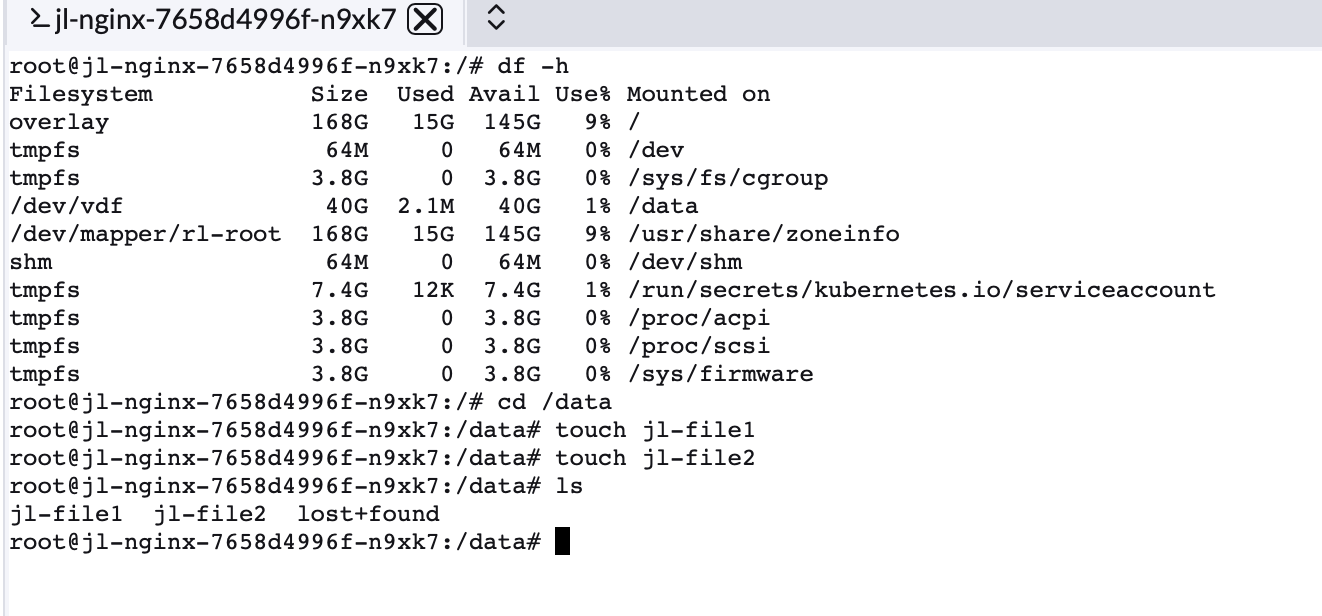 jl-nginx-7658d4996f-n9xk7
root@jl-nginx-7658d4996f-n9xk7:/# df -h
Filesystem           Size  Used Avail Use% Mounted on
overlay              168G   15G  145G   9% /
tmpfs                 64M     0   64M   0% /dev
tmpfs                3.8G     0  3.8G   0% /sys/fs/cgroup
/dev/vdf              40G  2.1M   40G   1% /data
/dev/mapper/rl-root  168G   15G  145G   9% /usr/share/zoneinfo
shm                   64M     0   64M   0% /dev/shm
tmpfs                7.4G   12K  7.4G   1% /run/secrets/kubernetes.io/serviceaccount
tmpfs                3.8G     0  3.8G   0% /proc/acpi
tmpfs                3.8G     0  3.8G   0% /proc/scsi
tmpfs                3.8G     0  3.8G   0% /sys/firmware
root@jl-nginx-7658d4996f-n9xk7:/# cd /data
root@jl-nginx-7658d4996f-n9xk7:/data# touch jl-file1
root@jl-nginx-7658d4996f-n9xk7:/data# touch jl-file2
root@jl-nginx-7658d4996f-n9xk7:/data# ls
jl-file1  jl-file2  lost+found
root@jl-nginx-7658d4996f-n9xk7:/data#